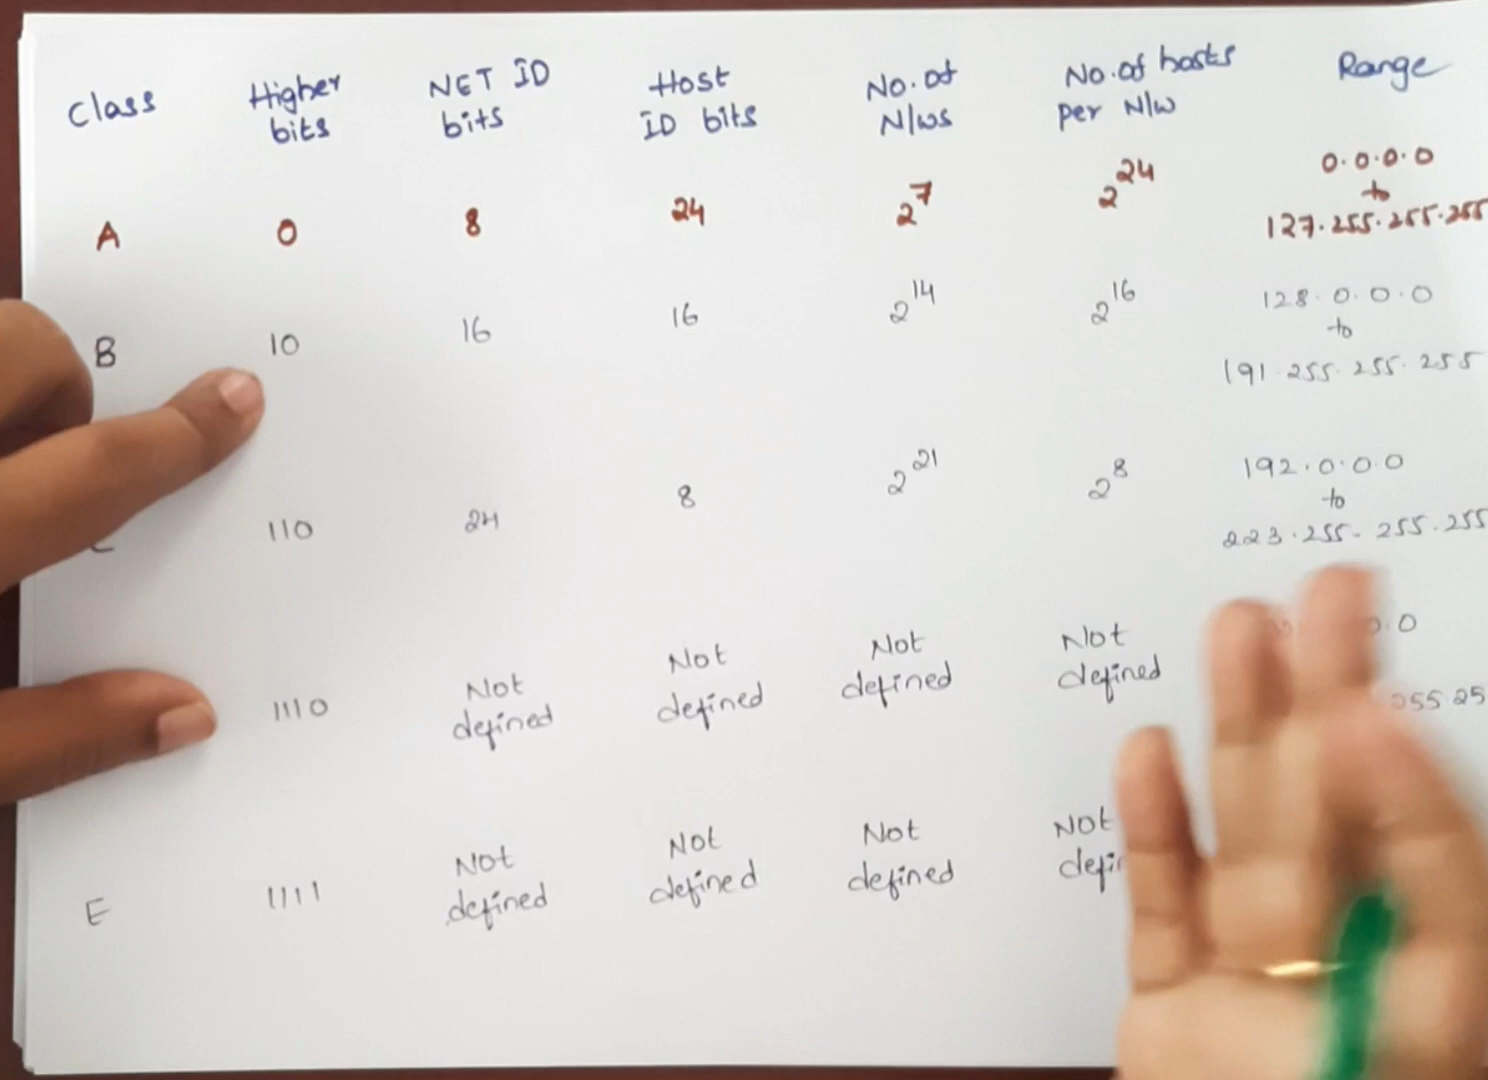 Class Higher bits NET ID bits Host ID bits No. of N/ws No. of hosts per N/w Range
A 0 8 24 2^7 2^24 0.0.0.0 to 127.255.255.255
B 10 16 16 2^14 2^16 128.0.0.0 to 191.255.255.255
110 24 8 2^21 2^8 192.0.0.0 to 223.255.255.255
1110 Not defined Not defined Not defined Not defined
E 1111 Not defined Not defined Not defined Not